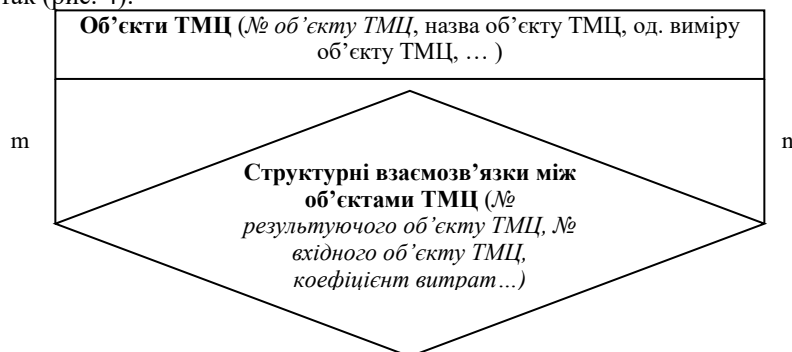 так (рис. 4).
Об’єкти ТМЦ (№ об’єкту ТМЦ, назва об’єкту ТМЦ, од. виміру
об’єкту ТМЦ, … )
m
Структурні взаємозв’язки між
об’єктами ТМЦ (№
результуючого об’єкту ТМЦ, №
вхідного об’єкту ТМЦ,
коефіцієнт витрат…)